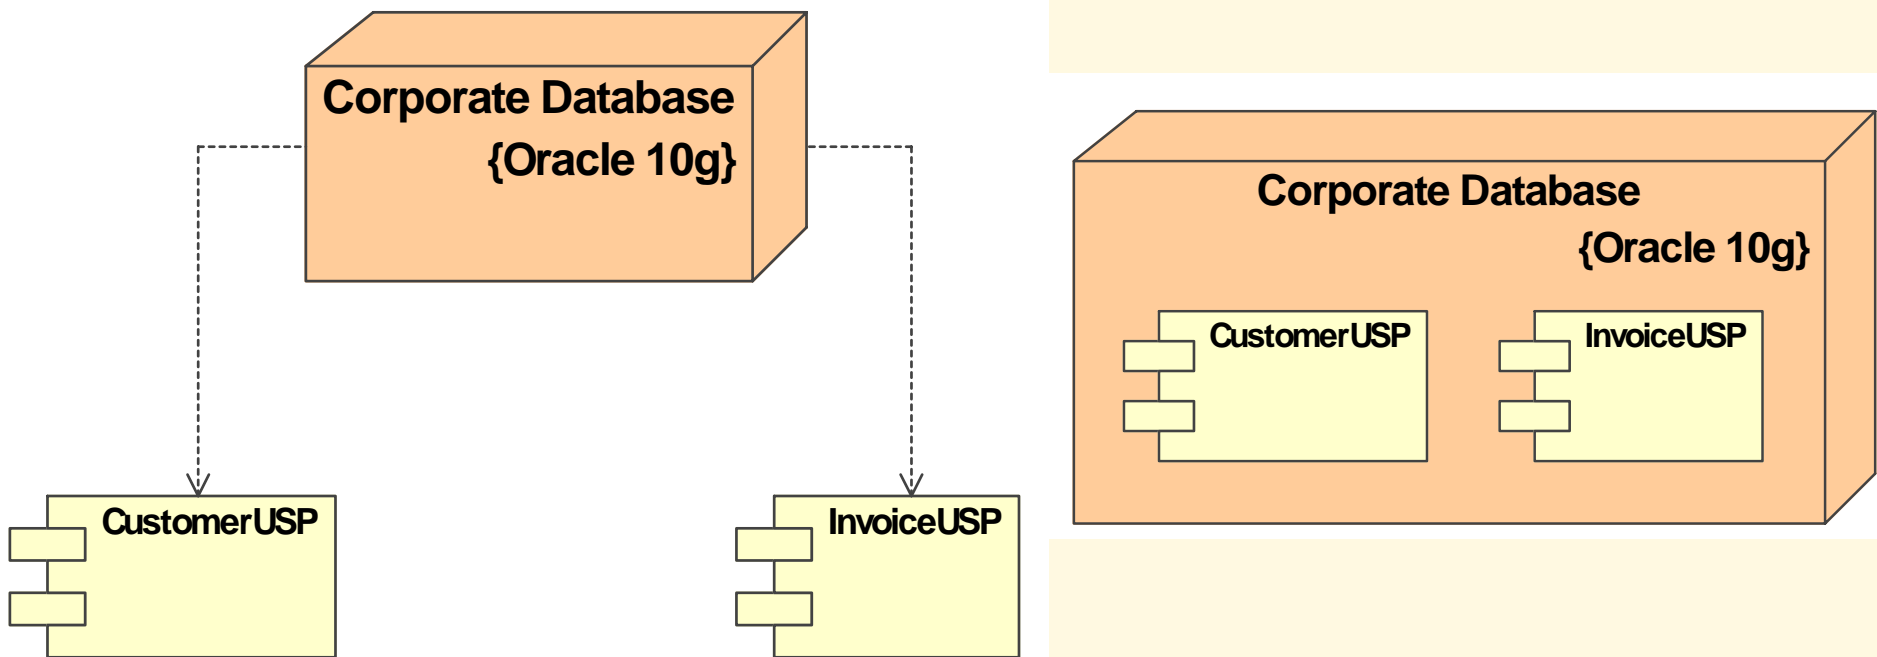 Corporate Database
{Oracle 10g}
CustomerUSP
InvoiceUSP
Corporate Database
{Oracle 10g}
CustomerUSP
InvoiceUSP